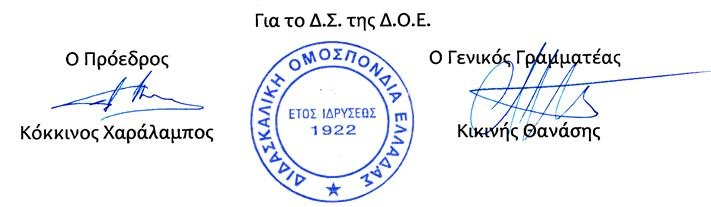 Για το Δ.Σ. της Δ.Ο.Ε.
Ο Πρόεδρος
Ο Γενικός Γραμματέας
ΔΙΔΑΣΚΑΛΙΚΗ ΟΜΟΣΠΟΝΔΙΑ ΕΛΛΑΔΑΣ
ΕΤΟΣ ΙΔΡΥΣΕΩΣ
1922
Κόκκινος Χαράλαμπος
Κικινής Θανάσης